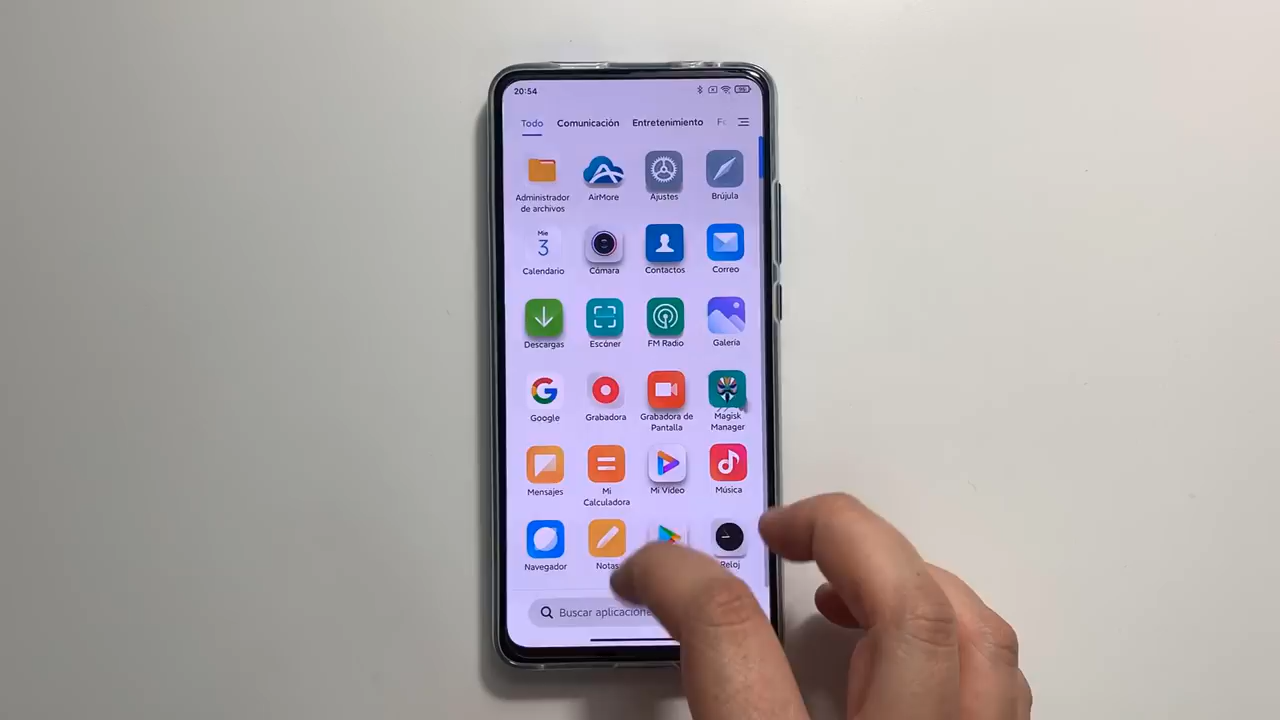 20:54
95
Todo Comunicación Entretenimiento
Administrador
de archivos
AirMore
Ajustes
Brújula
Mie
3
Calendario
Cámara
Contactos
Correo
Descargas
Escáner
FM Radio
Galería
Google
Grabadora
Grabadora de
Pantalla
Magisk
Manager
Mensajes
Mi
Calculadora
Mi Vídeo
Música
Navegador
Notas
Reloj
Buscar aplicacione